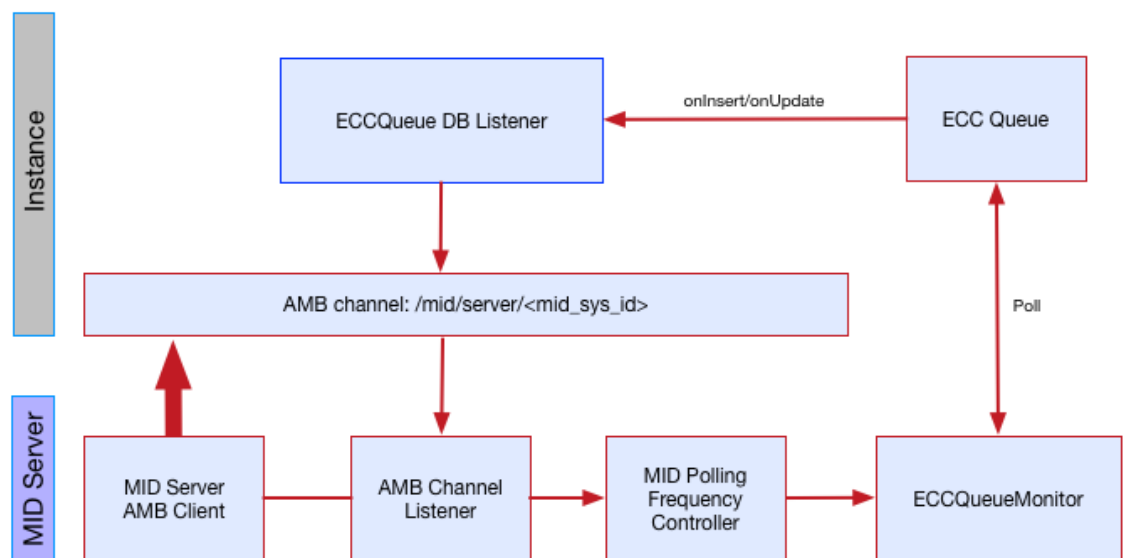 Instance
ECCQueue DB Listener
onInsert/onUpdate
ECC Queue
AMB channel: /mid/server/<mid_sys_id>
Poll
MID Server
MID Server
AMB Client
AMB Channel
Listener
MID Polling
Frequency
Controller
ECCQueueMonitor